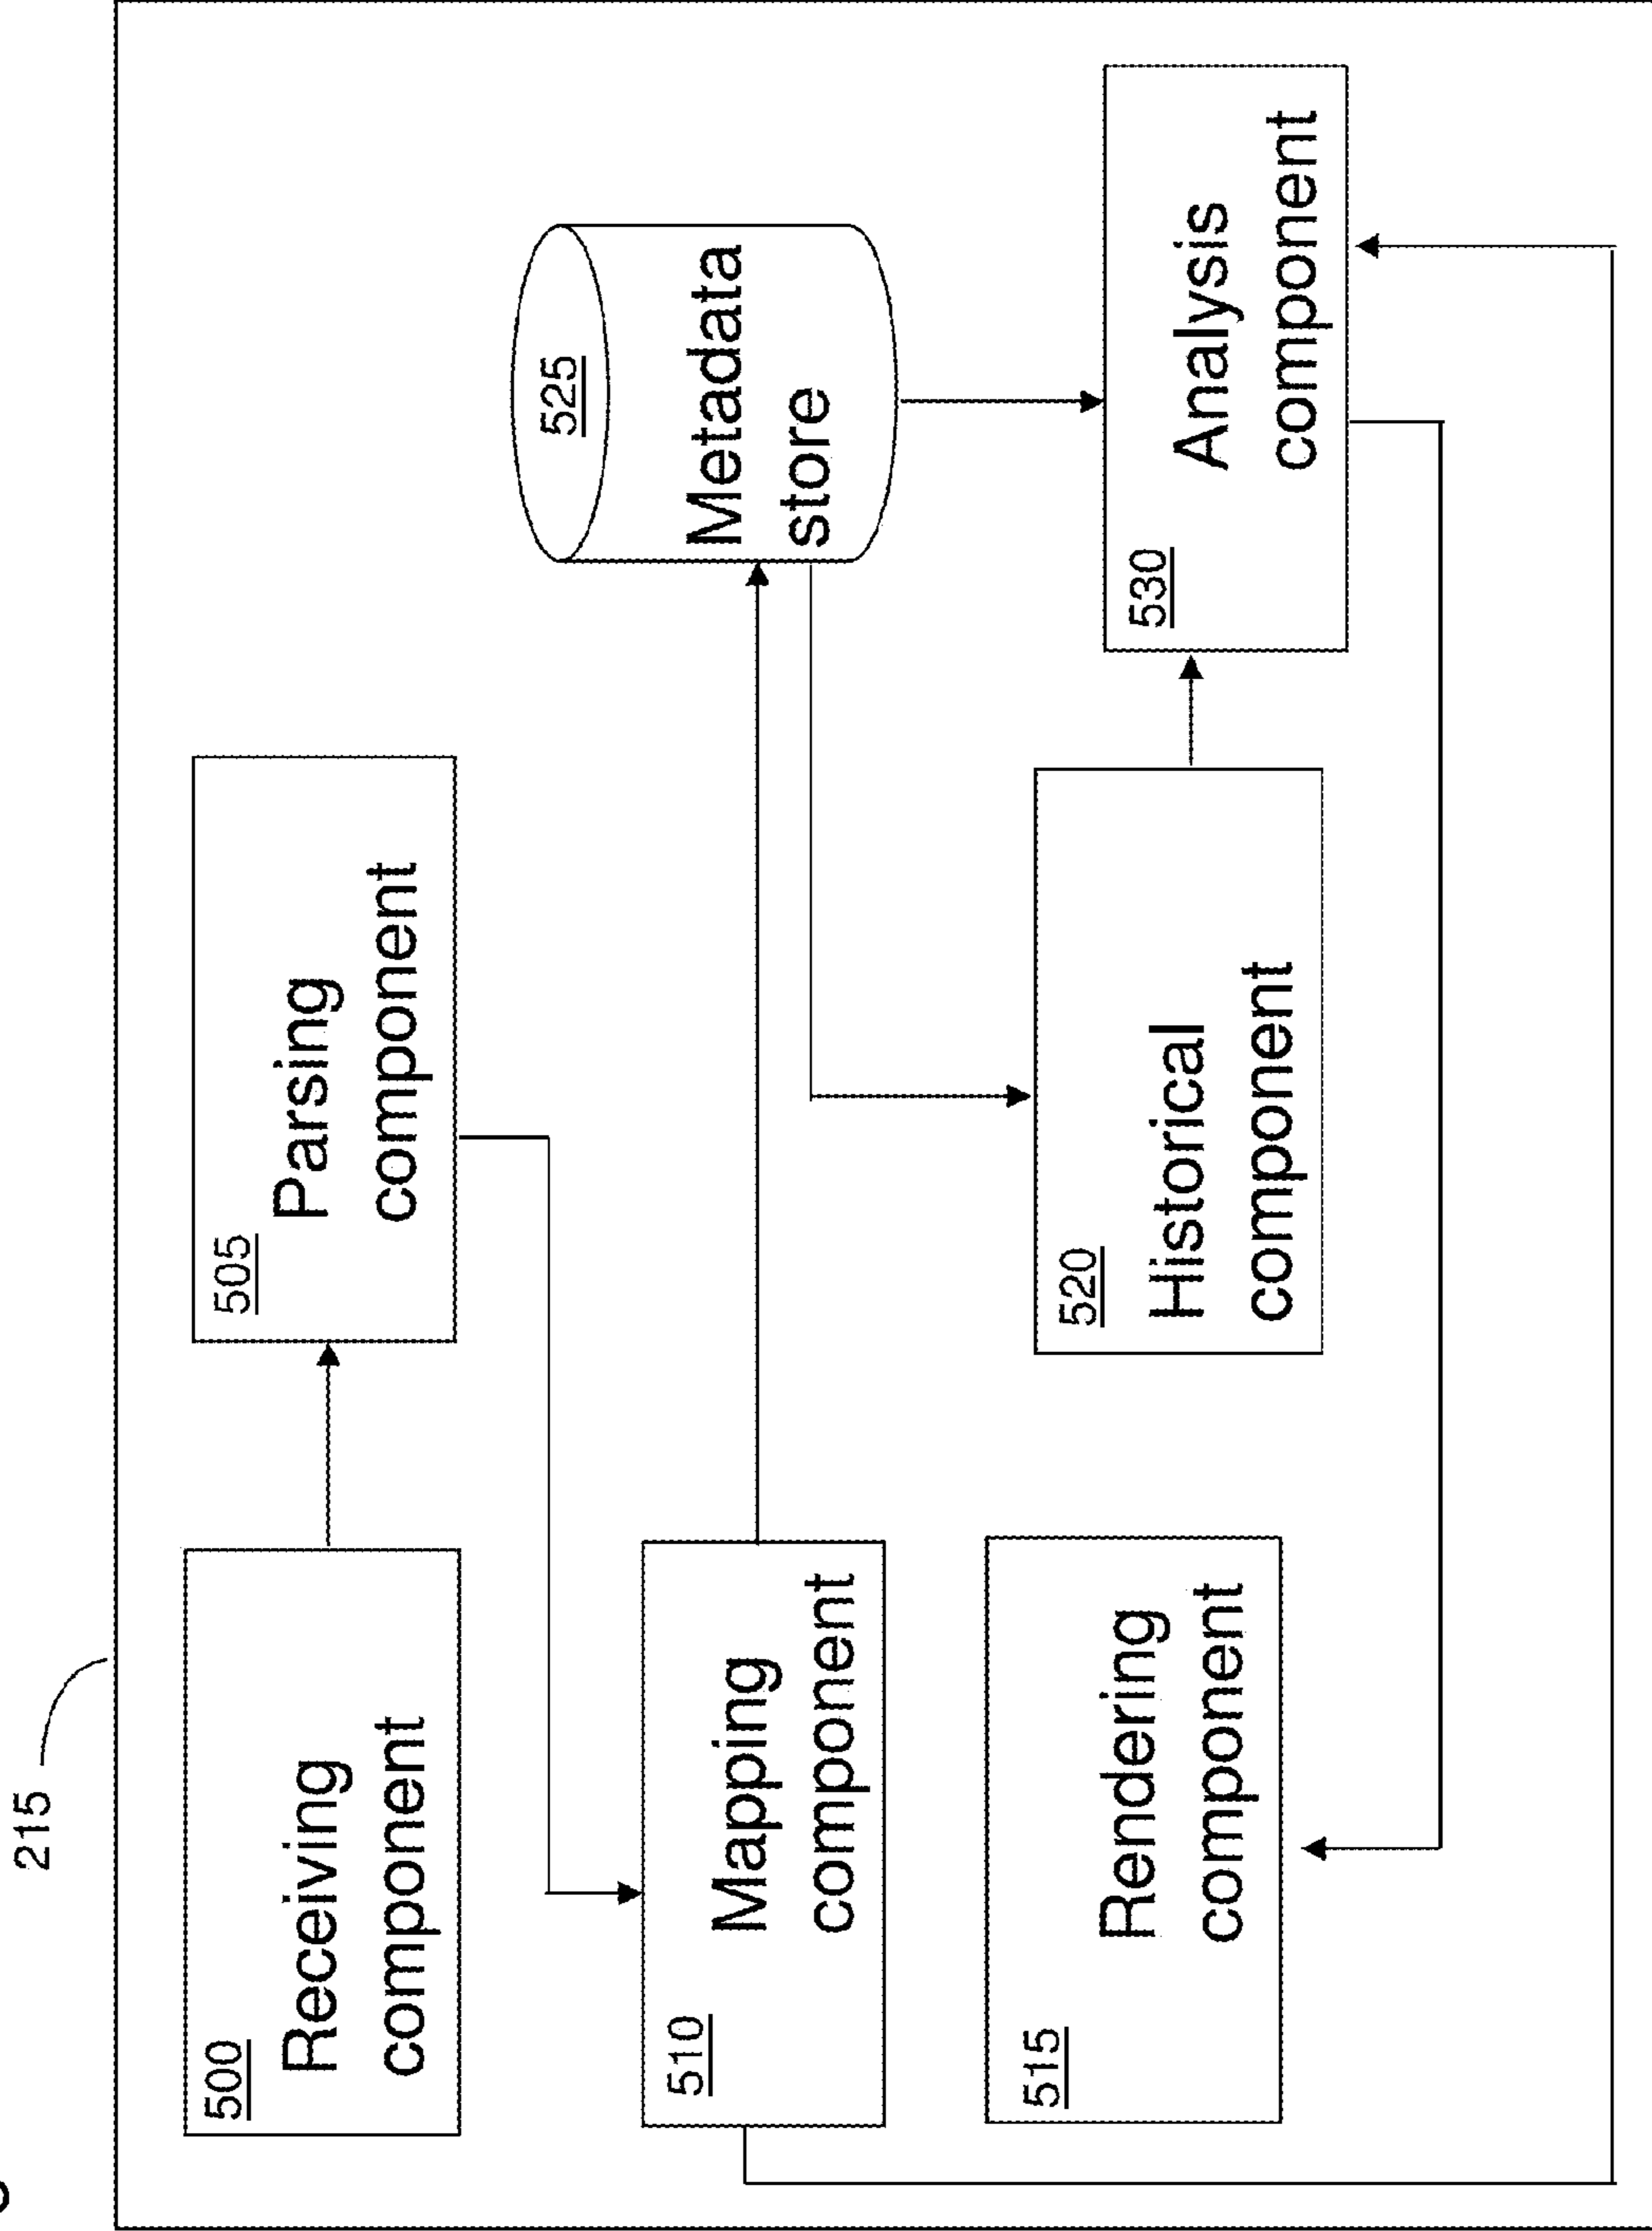 215
500
Receiving
component
505
Parsing
component
510
Mapping
component
525
Metadata
store
515
Rendering
component
520
Historical
component
530
Analysis
component